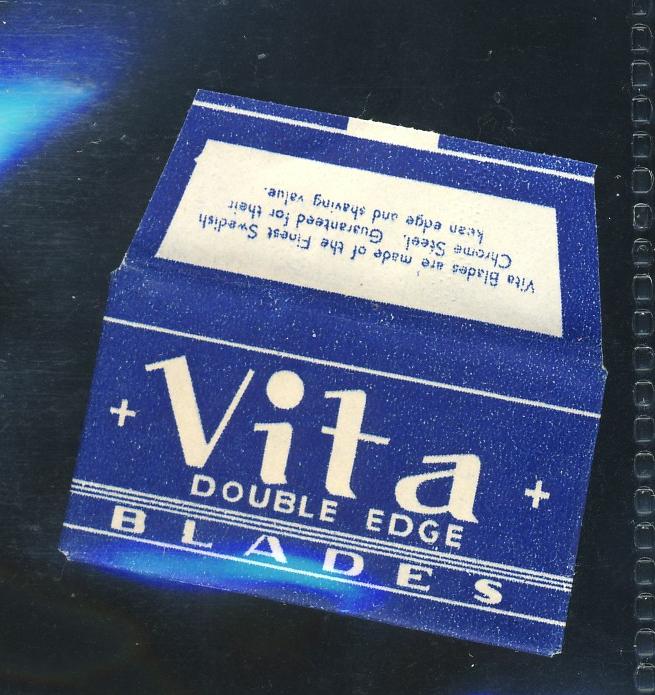 Vita Blades are made of the Finest Swedish
Chrome Steel. Guaranteed for their
kean edge and shaving value.
+ Vita +
DOUBLE EDGE
BLADES